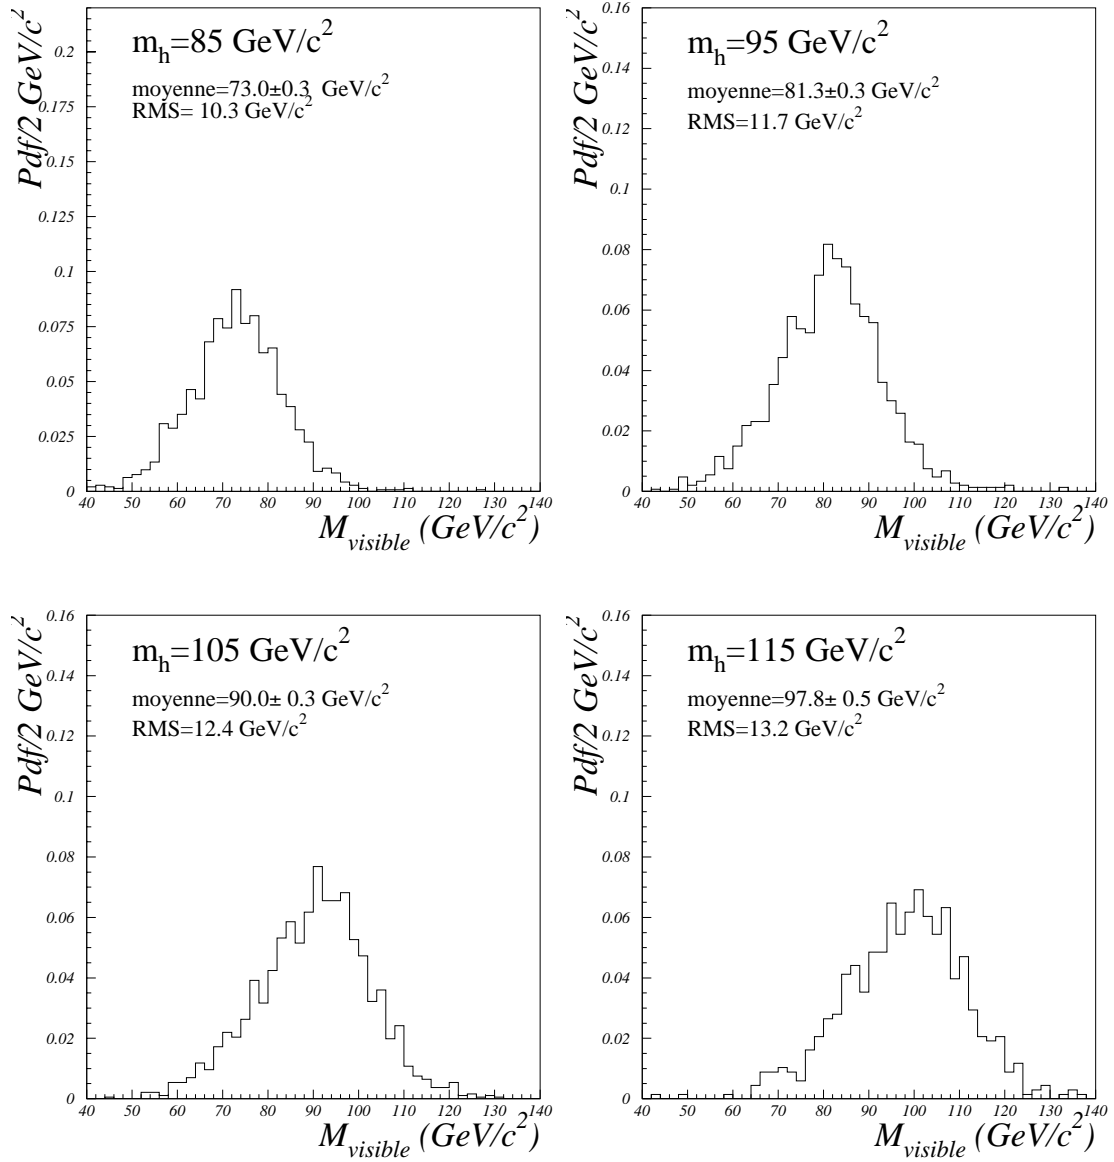 m_h=85 GeV/c^2
moyenne=73.0±0.3 GeV/c^2
RMS= 10.3 GeV/c^2
Pdf/2 GeV/c^2
0.2
0.175
0.15
0.125
0.1
0.075
0.05
0.025
0
40 50 60 70 80 90 100 110 120 130 140
M_visible (GeV/c^2)
m_h=95 GeV/c^2
moyenne=81.3±0.3 GeV/c^2
RMS=11.7 GeV/c^2
Pdf/2 GeV/c^2
0.16
0.14
0.12
0.1
0.08
0.06
0.04
0.02
0
40 50 60 70 80 90 100 110 120 130 140
M_visible (GeV/c^2)
m_h=105 GeV/c^2
moyenne=90.0± 0.3 GeV/c^2
RMS=12.4 GeV/c^2
Pdf/2 GeV/c^2
0.16
0.14
0.12
0.1
0.08
0.06
0.04
0.02
0
40 50 60 70 80 90 100 110 120 130 140
M_visible (GeV/c^2)
m_h=115 GeV/c^2
moyenne=97.8± 0.5 GeV/c^2
RMS=13.2 GeV/c^2
Pdf/2 GeV/c^2
0.16
0.14
0.12
0.1
0.08
0.06
0.04
0.02
0
40 50 60 70 80 90 100 110 120 130 140
M_visible (GeV/c^2)